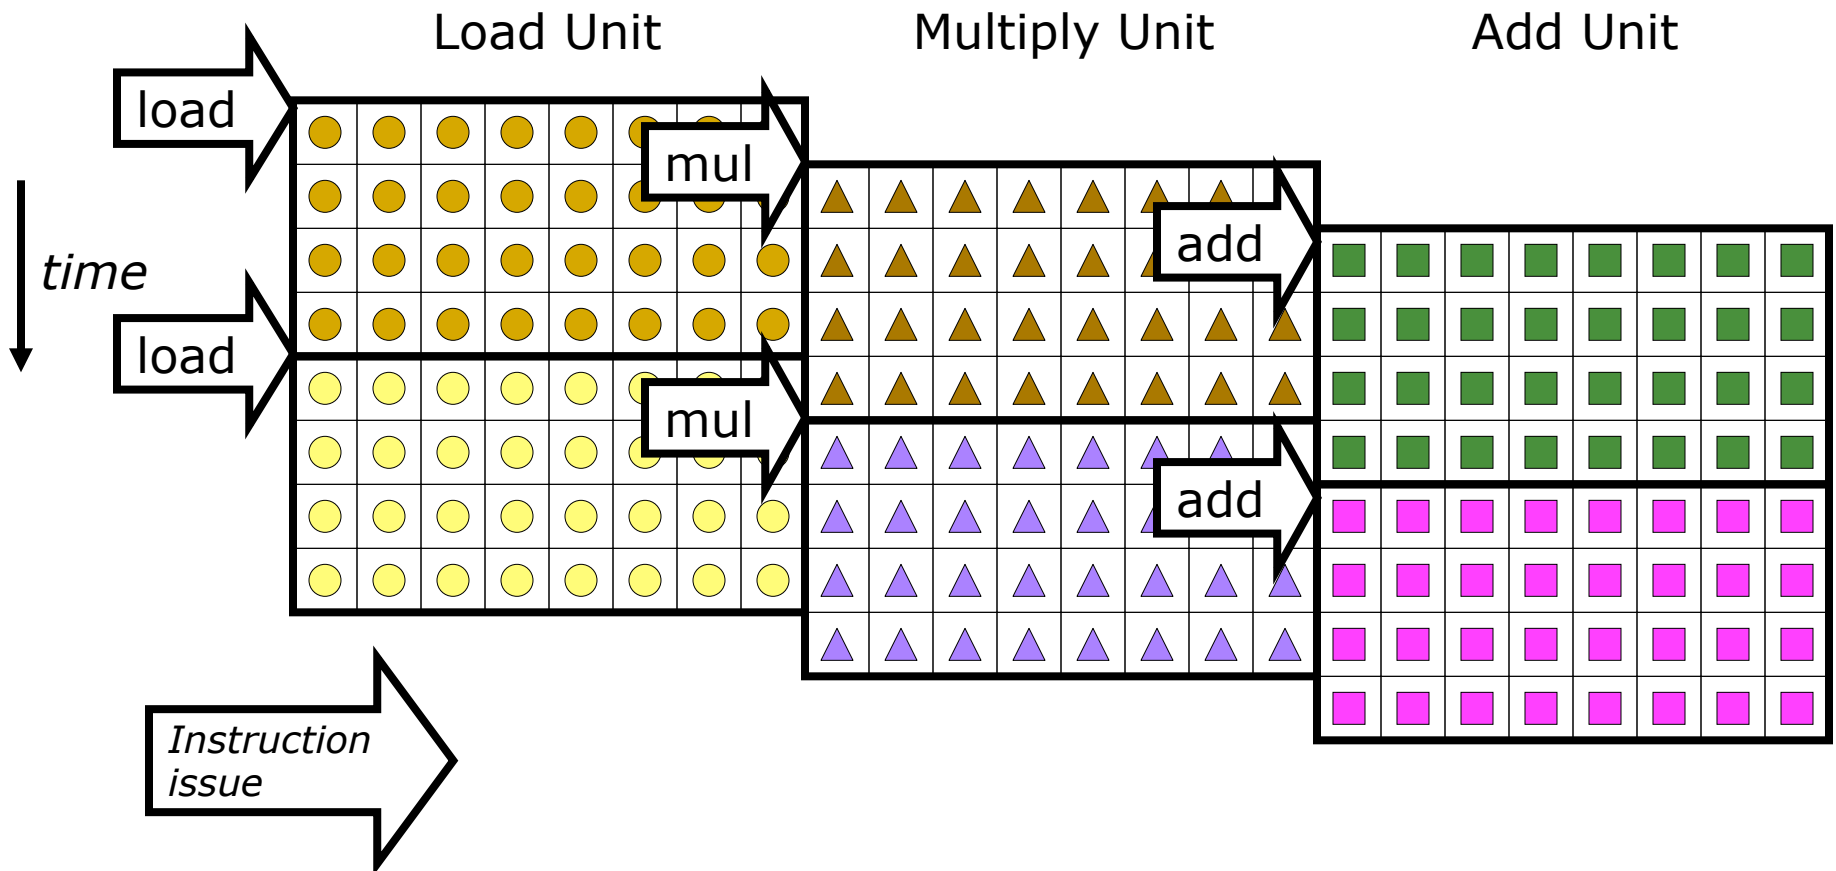 Load Unit
Multiply Unit
Add Unit
load
mul
add
time
load
mul
add
Instruction
issue